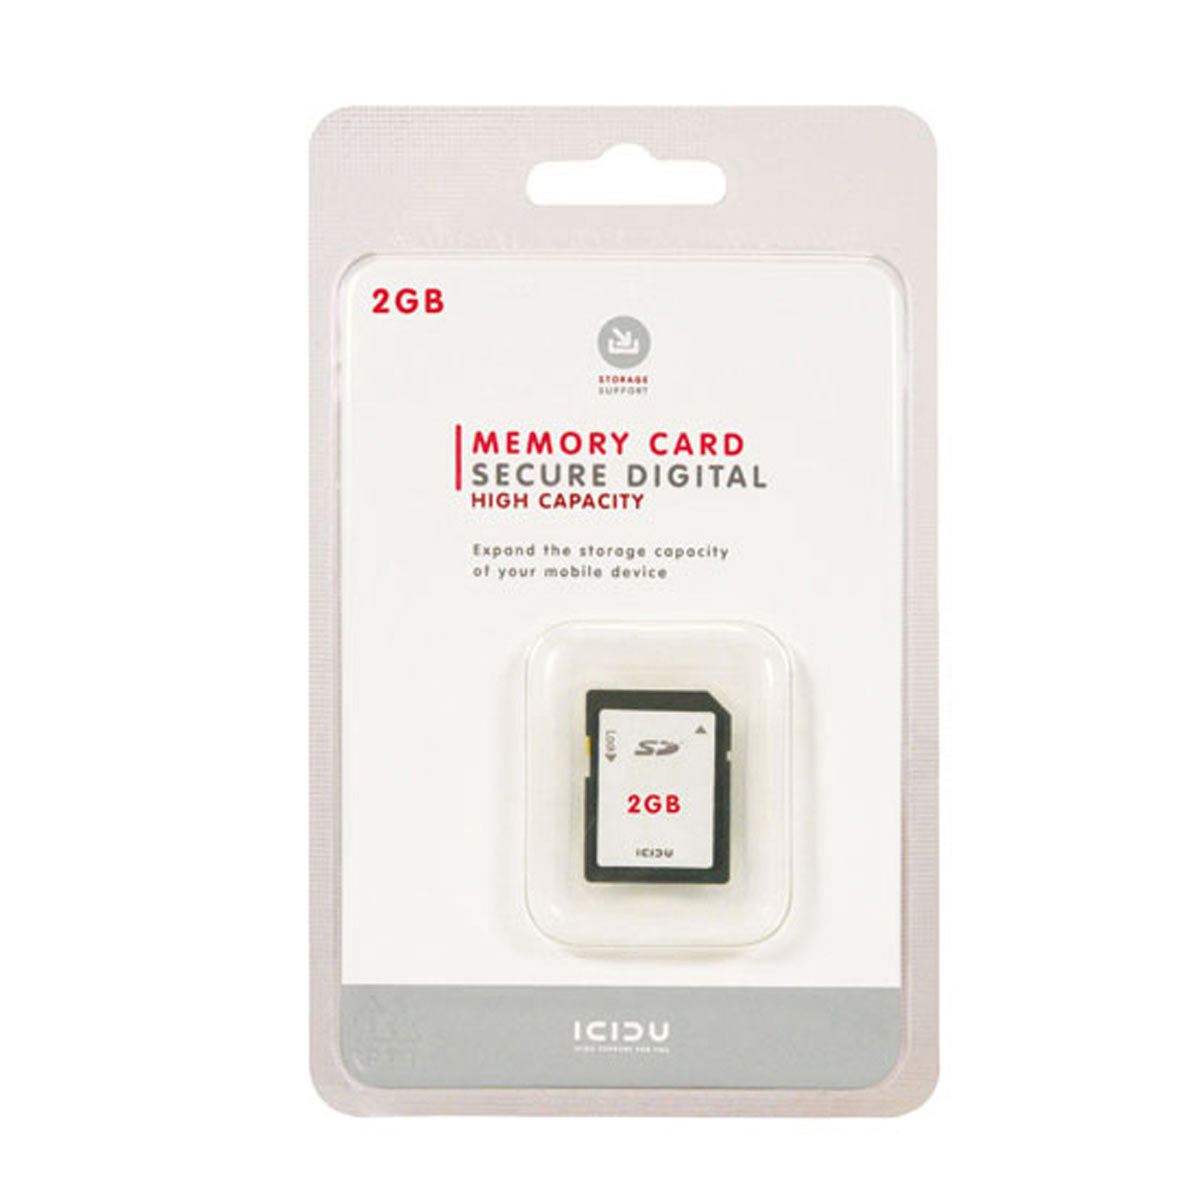 2GB
STORAGE
SUPPORT
MEMORY CARD
SECURE DIGITAL
HIGH CAPACITY
Expand the storage capacity
of your mobile device
Lock
SD
2GB
ICIDU
ICIDU